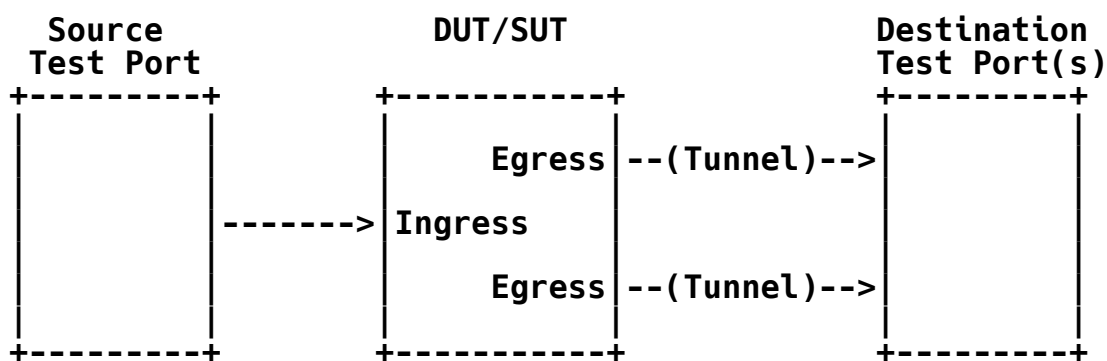 Source DUT/SUT Destination
Test Port Test Port(s)
+---------+ +-----------+ +---------+
| | | | | |
| | | Egress|--(Tunnel)-->| |
| | | | | |
| |------->|Ingress | | |
| | | | | |
| | | Egress|--(Tunnel)-->| |
| | | | | |
+---------+ +-----------+ +---------+